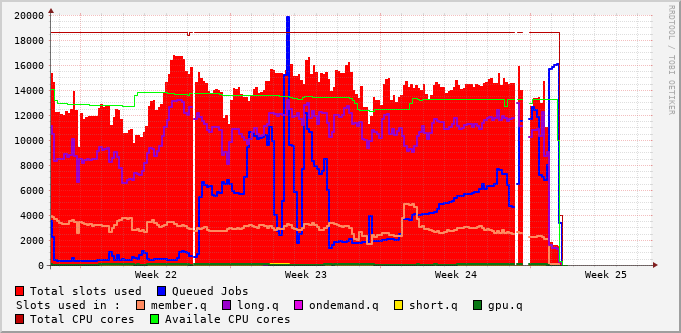 20000
18000
16000
14000
12000
10000
8000
6000
4000
2000
0
Week 22 Week 23 Week 24 Week 25
Total slots used Queued Jobs
Slots used in : member.q long.q ondemand.q short.q gpu.q
Total CPU cores Availale CPU cores
RRDTOOL / TOBI OETIKER